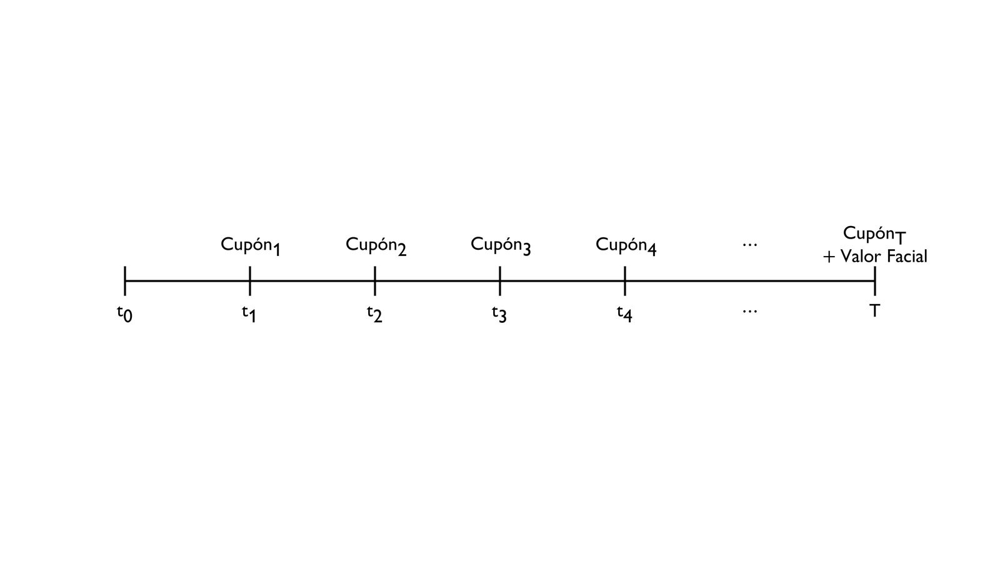 Cupón1 Cupón2 Cupón3 Cupón4 ... CupónT
+ Valor Facial
t0 t1 t2 t3 t4 ... T